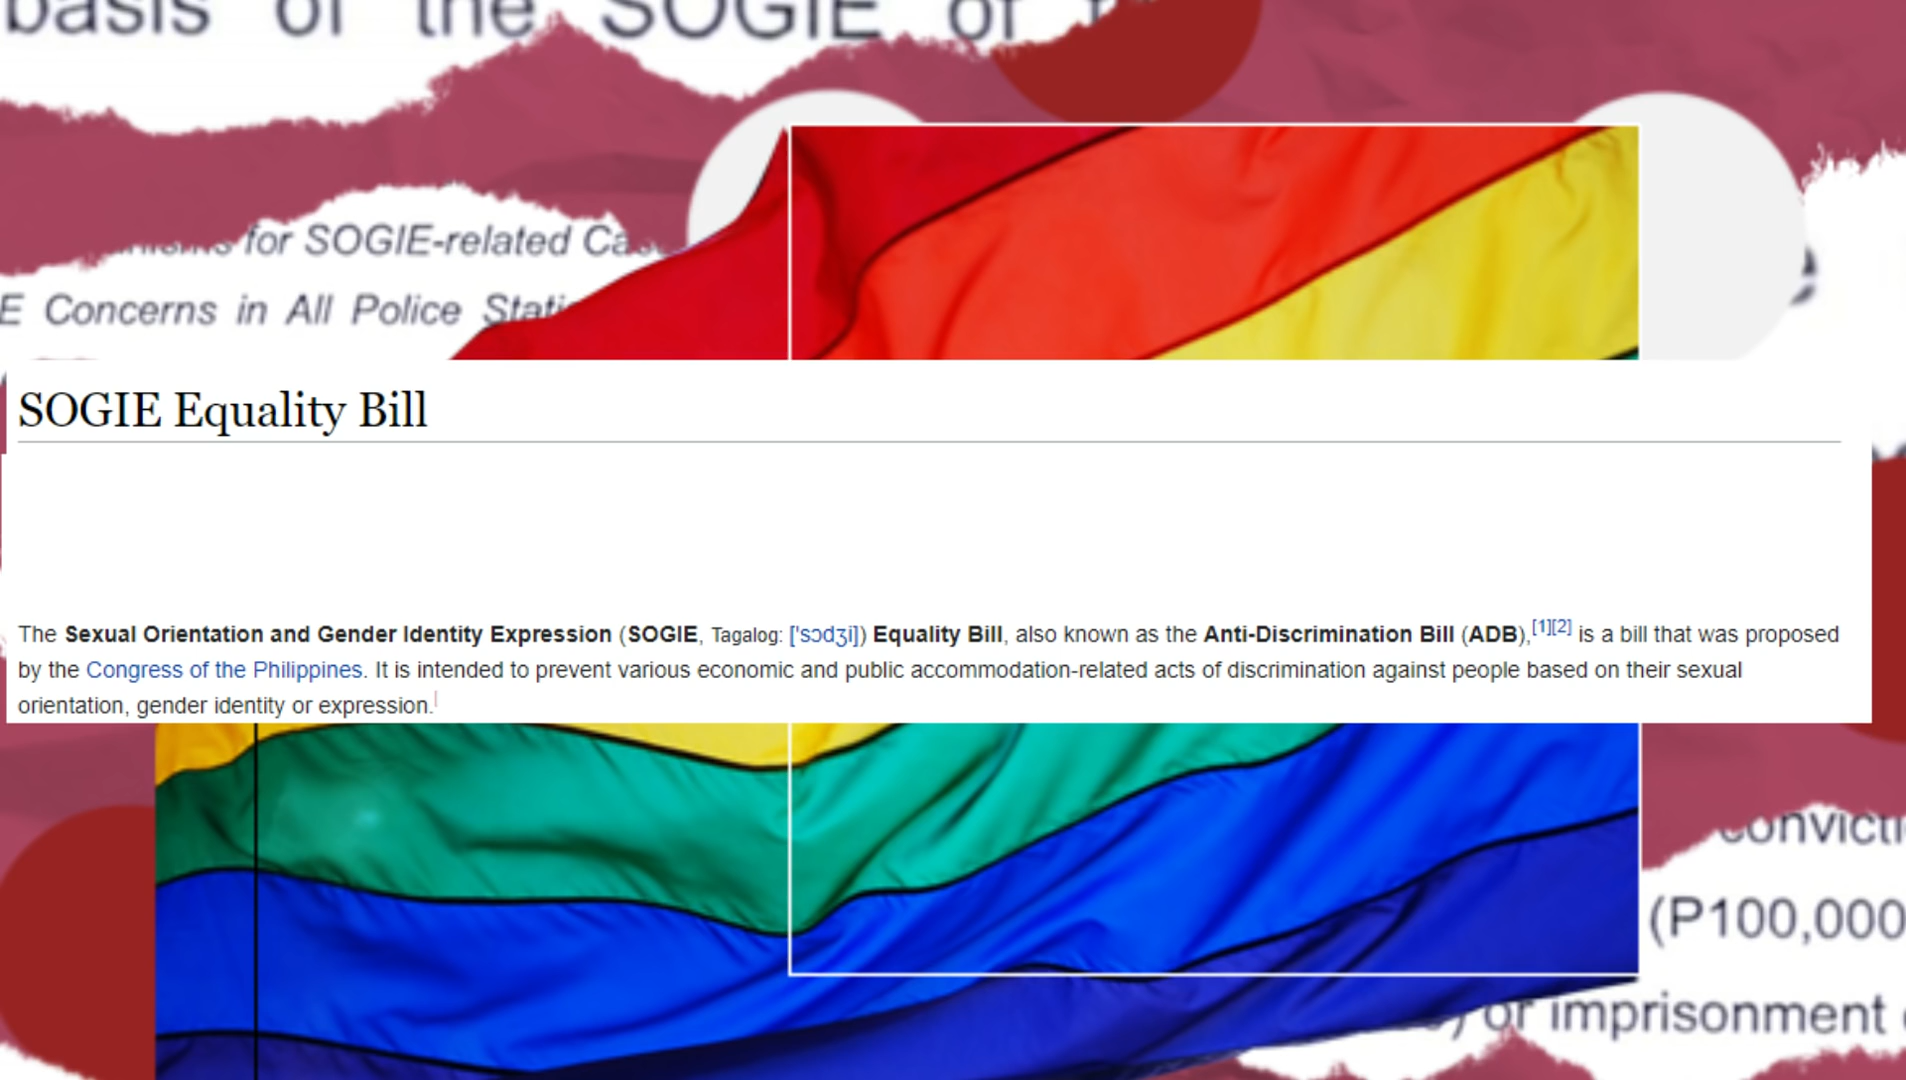 basis of the SOGIE of
for SOGIE-related
E Concerns in All Police
SOGIE Equality Bill
The Sexual Orientation and Gender Identity Expression (SOGIE, Tagalog: ['sɔdʒi]) Equality Bill, also known as the Anti-Discrimination Bill (ADB),[1][2] is a bill that was proposed
by the Congress of the Philippines. It is intended to prevent various economic and public accommodation-related acts of discrimination against people based on their sexual
orientation, gender identity or expression.
(P100,000
or imprisonment